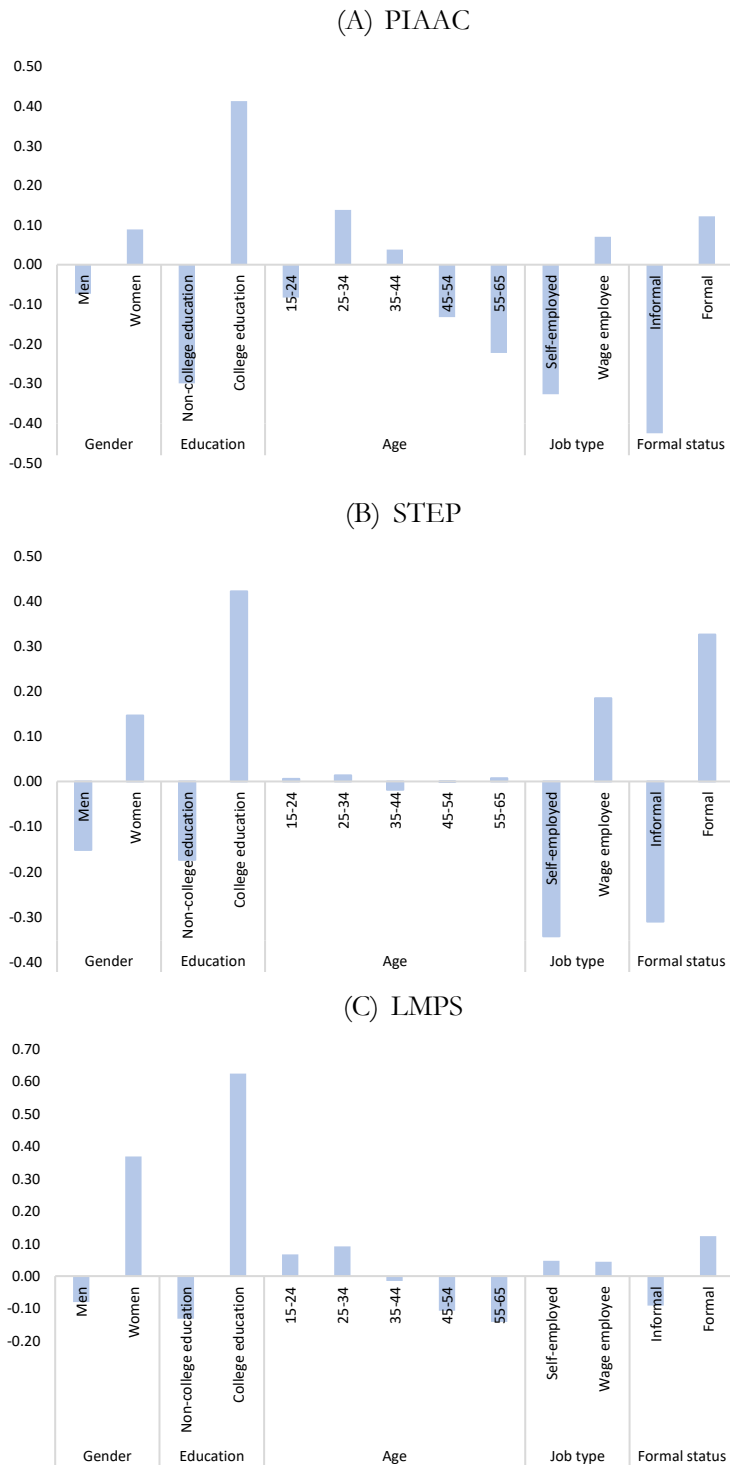 (A) PIAAC
0.50
0.40
0.30
0.20
0.10
0.00
-0.10
-0.20
-0.30
-0.40
-0.50
Men
Women
Non-college education
College education
15-24
25-34
35-44
45-54
55-65
Self-employed
Wage employee
Informal
Formal
Gender
Education
Age
Job type
Formal status
(B) STEP
0.50
0.40
0.30
0.20
0.10
0.00
-0.10
-0.20
-0.30
-0.40
Men
Women
Non-college education
College education
15-24
25-34
35-44
45-54
55-65
Self-employed
Wage employee
Informal
Formal
Gender
Education
Age
Job type
Formal status
(C) LMPS
0.70
0.60
0.50
0.40
0.30
0.20
0.10
0.00
-0.10
-0.20
Men
Women
Non-college education
College education
15-24
25-34
35-44
45-54
55-65
Self-employed
Wage employee
Informal
Formal
Gender
Education
Age
Job type
Formal status